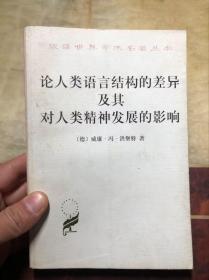 汉译世界学术名著丛书
论人类语言结构的差异
及其
对人类精神发展的影响
〔德〕威廉·冯·洪堡特 著